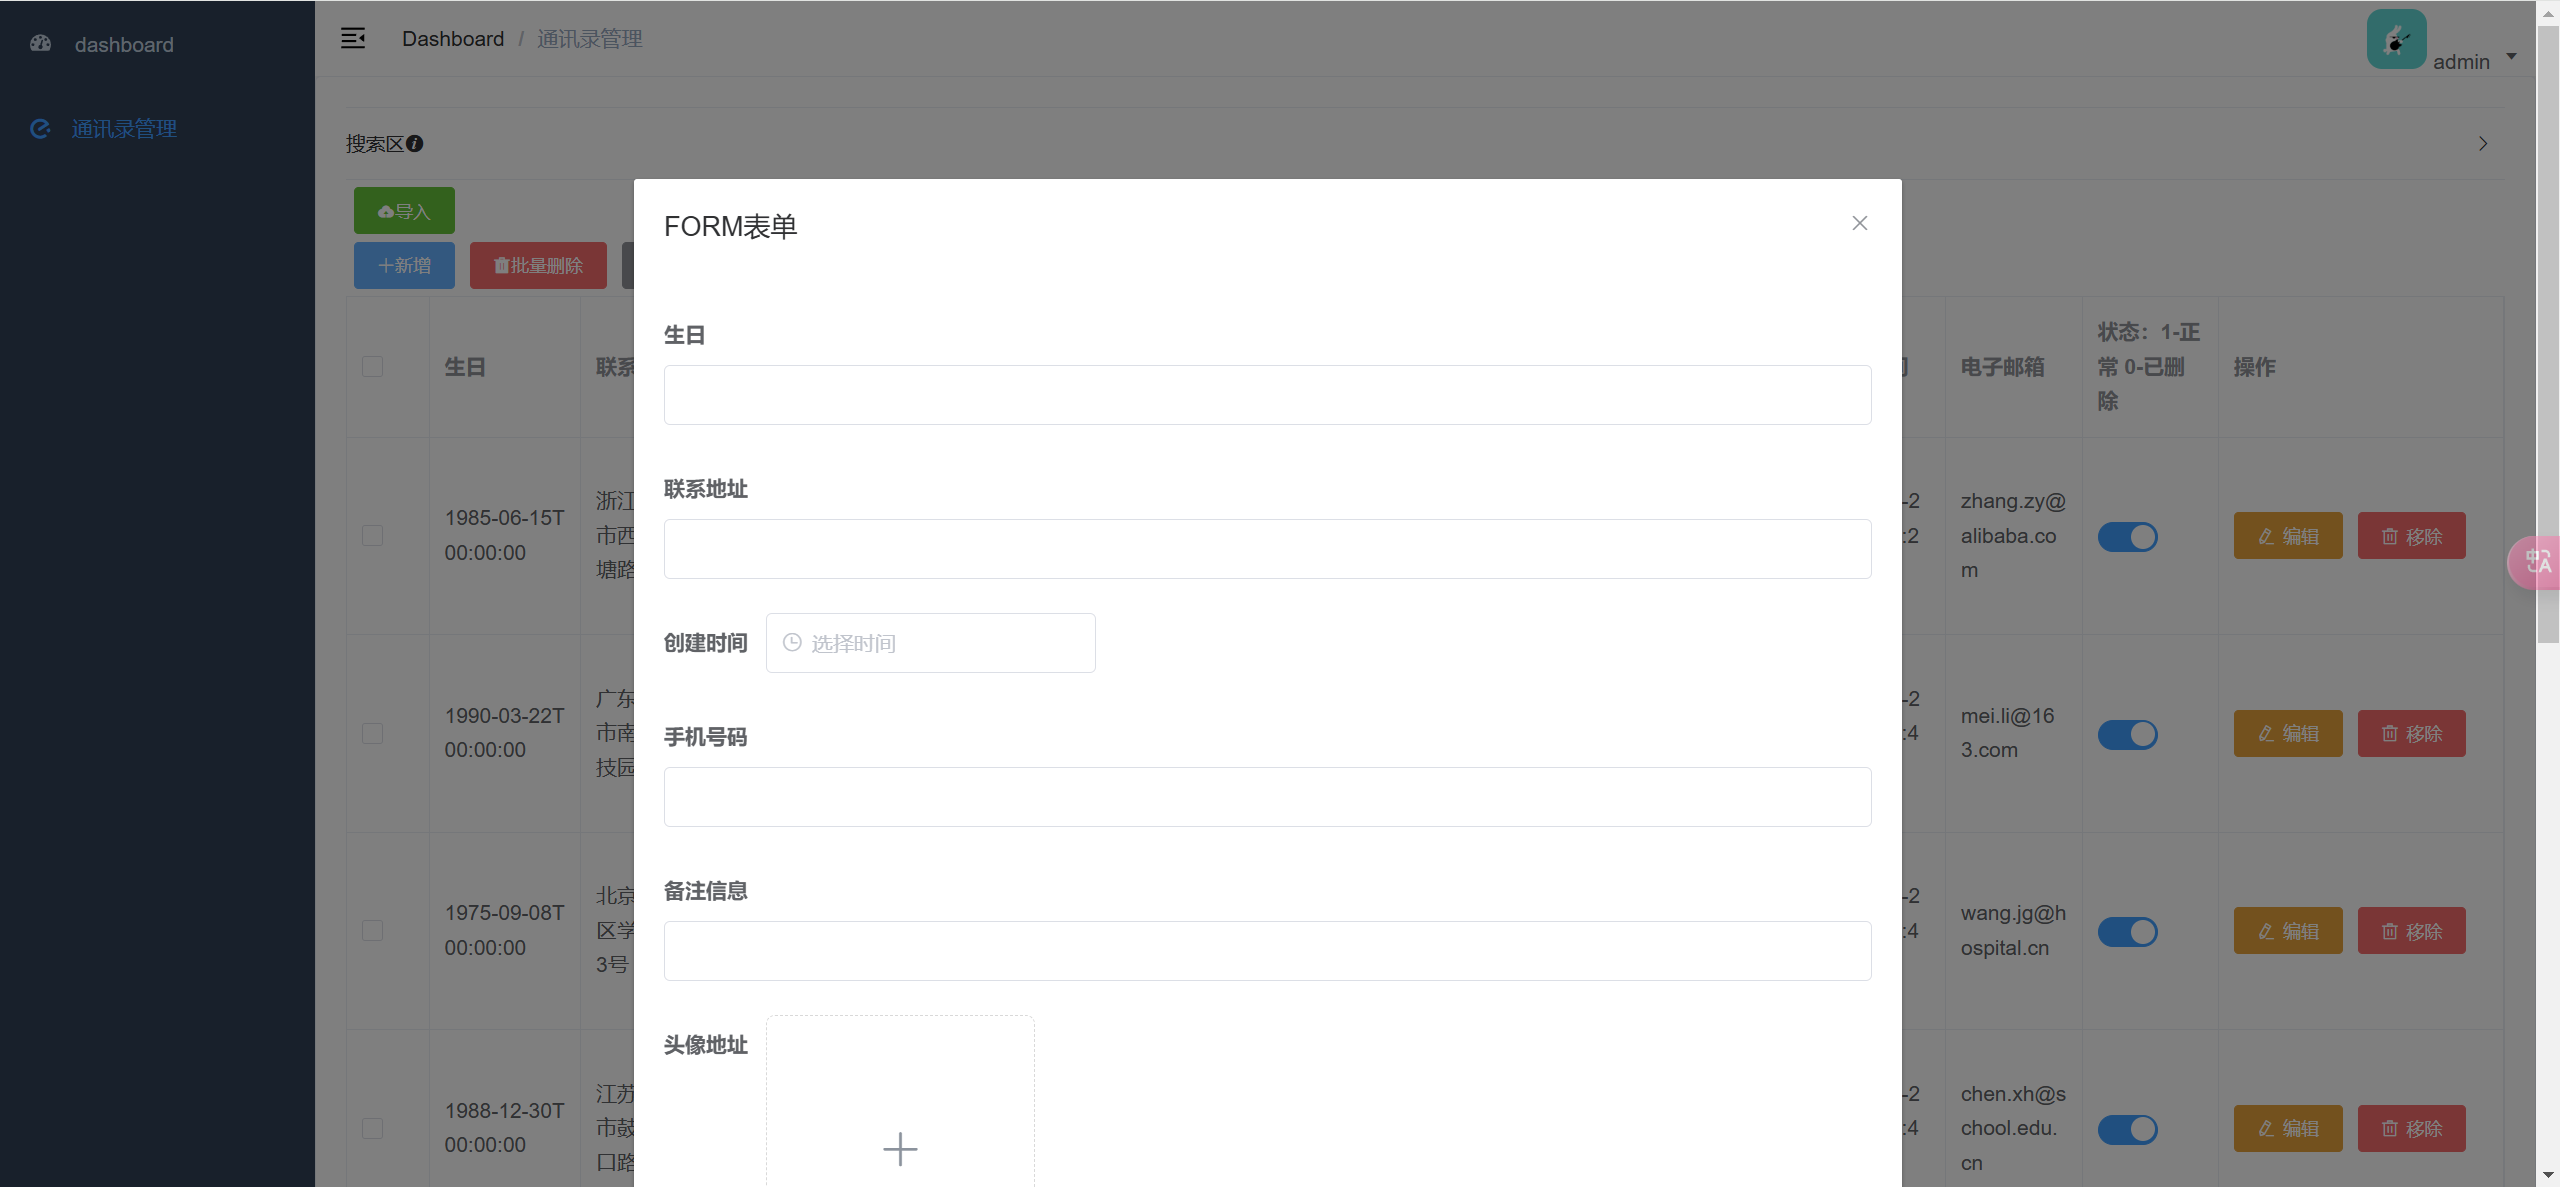 dashboard
通讯录管理
Dashboard / 通讯录管理
admin
搜索区
导入
+新增
批量删除
FORM表单
生日
联系地址
创建时间
选择时间
手机号码
备注信息
头像地址
生日
联系
电子邮箱
状态：1-正
常 0-已删
除
操作
1985-06-15T
00:00:00
浙江
市西
塘路
-2
:2
zhang.zy@
alibaba.co
m
编辑
移除
1990-03-22T
00:00:00
广东
市南
技园
-2
:4
mei.li@16
3.com
编辑
移除
1975-09-08T
00:00:00
北京
区学
3号
-2
:4
wang.jg@h
ospital.cn
编辑
移除
1988-12-30T
00:00:00
江苏
市鼓
口路
-2
:4
chen.xh@s
chool.edu.
cn
编辑
移除
中A